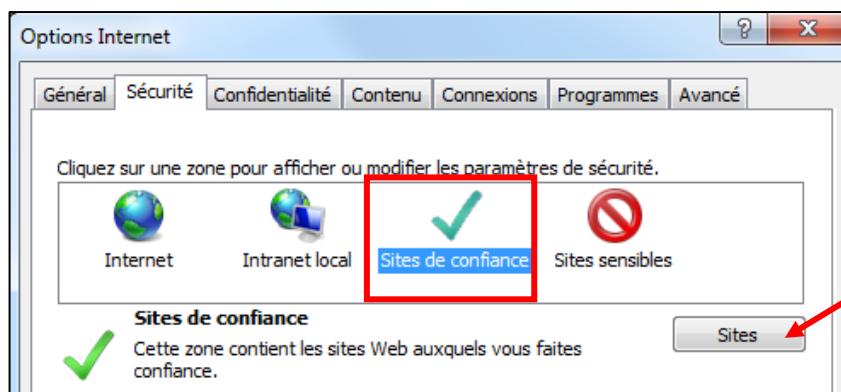 Options Internet
Général Sécurité Confidentialité Contenu Connexions Programmes Avancé
Cliquez sur une zone pour afficher ou modifier les paramètres de sécurité.
Internet Intranet local Sites de confiance Sites sensibles
Sites de confiance
Cette zone contient les sites Web auxquels vous faites
confiance.
Sites